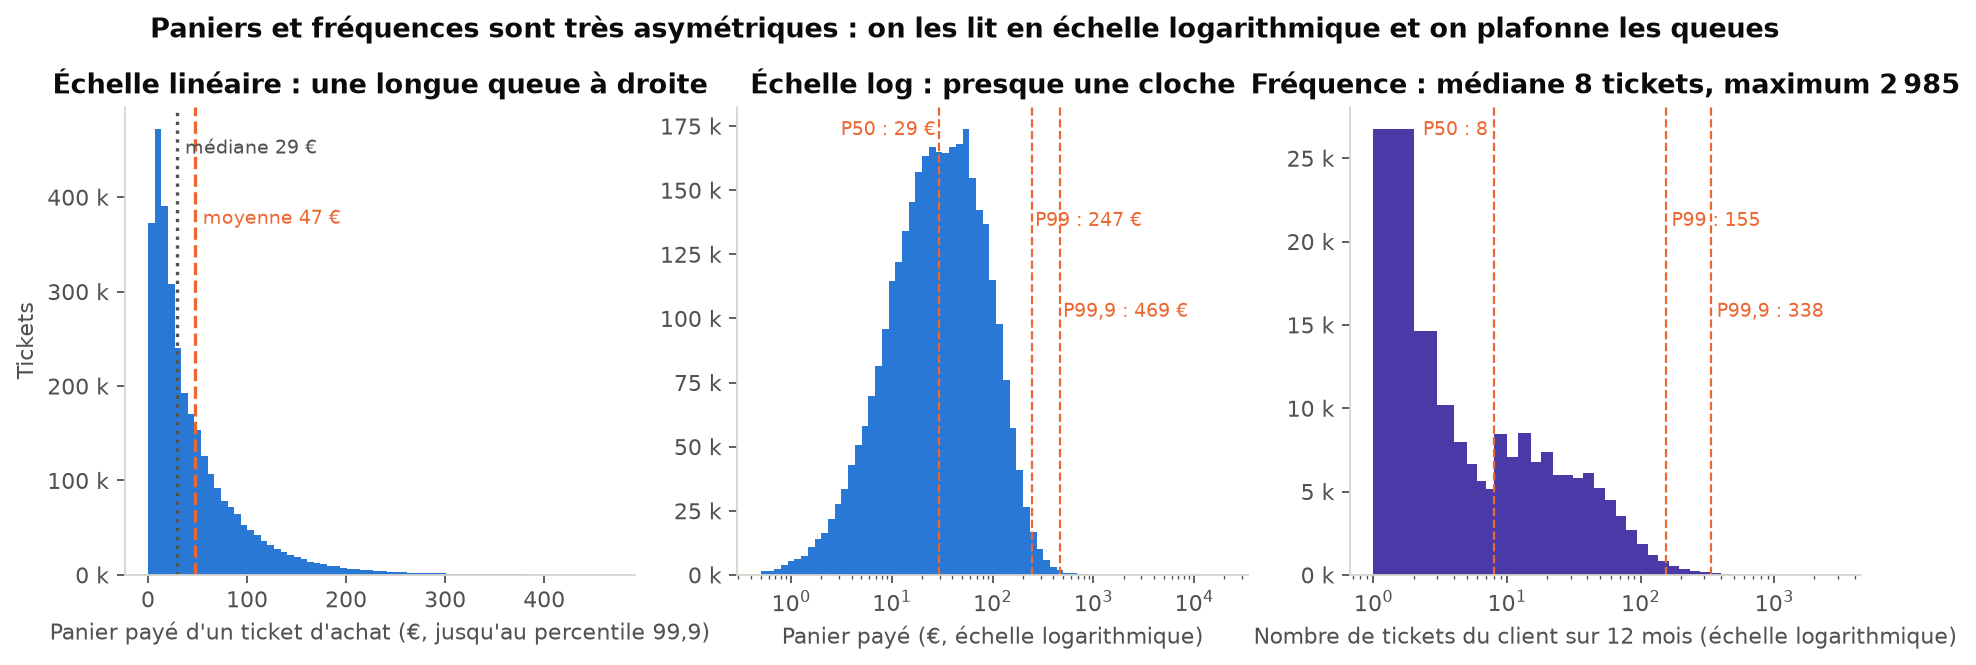 Paniers et fréquences sont très asymétriques : on les lit en échelle logarithmique et on plafonne les queues
Échelle linéaire : une longue queue à droite
médiane 29 €
moyenne 47 €
Tickets
400 k
300 k
200 k
100 k
0 k
0
100
200
300
400
Panier payé d'un ticket d'achat (€, jusqu'au percentile 99,9)
Échelle log : presque une cloche
P50 : 29 €
P99 : 247 €
P99,9 : 469 €
175 k
150 k
125 k
100 k
75 k
50 k
25 k
0 k
10⁰
10¹
10²
10³
10⁴
Panier payé (€, échelle logarithmique)
Fréquence : médiane 8 tickets, maximum 2 985
P50 : 8
P99 : 155
P99,9 : 338
25 k
20 k
15 k
10 k
5 k
0 k
10⁰
10¹
10²
10³
Nombre de tickets du client sur 12 mois (échelle logarithmique)